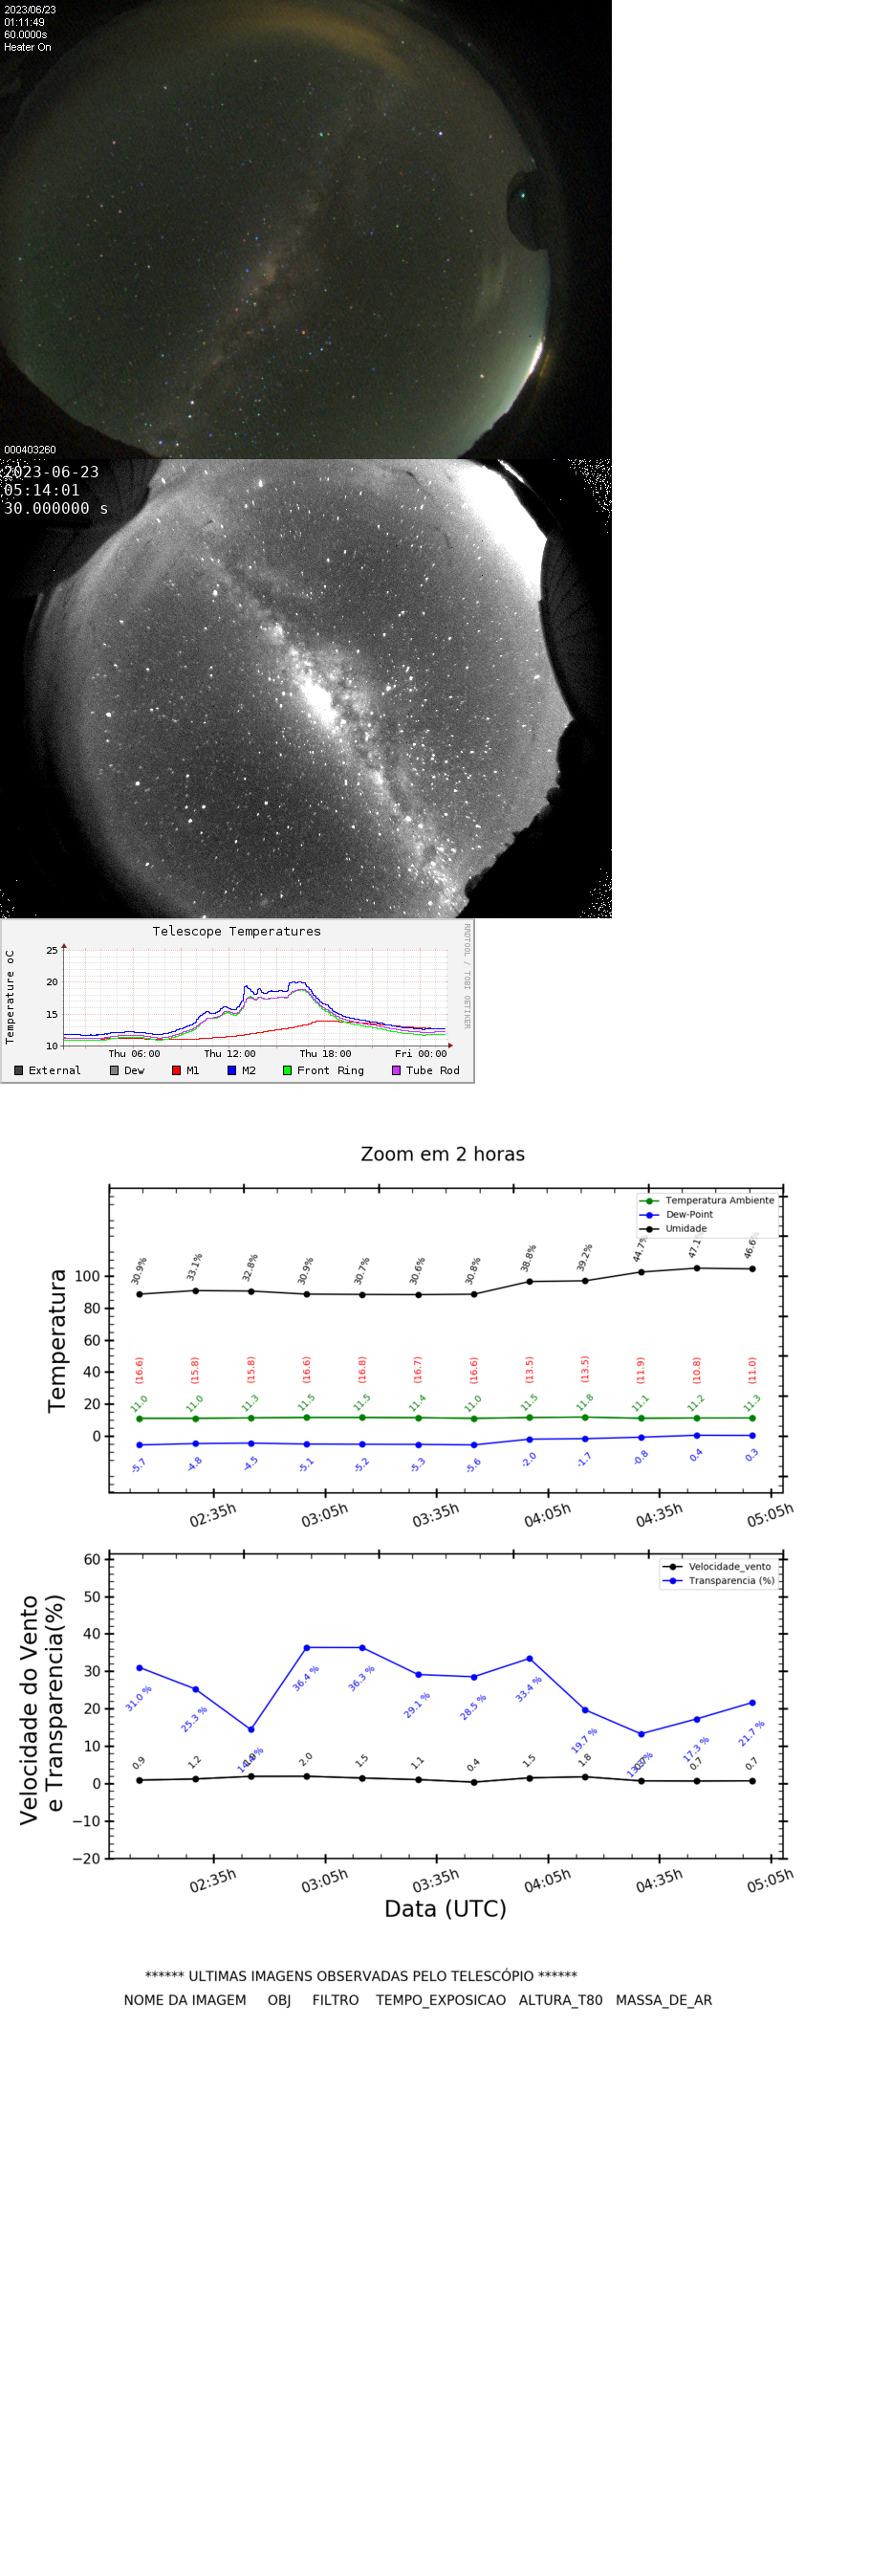 2023/06/23
01:11:49
60.0000s
Heater On
000403260
2023-06-23
05:14:01
30.000000 s
Telescope Temperatures
RRDTOOL / TOBI OETIKER
Temperature oC
25
20
15
10
Thu 06:00 Thu 12:00 Thu 18:00 Fri 00:00
External Dew M1 M2 Front Ring Tube Rod
Zoom em 2 horas
Temperatura Ambiente
Dew-Point
Umidade
Temperatura
100
80
60
40
20
0
30.9% 33.1% 32.8% 30.9% 30.7% 30.6% 30.8% 38.8% 39.2% 44.7% 47.1% 46.6%
(16.6) (15.8) (15.8) (16.6) (16.8) (16.7) (16.6) (13.5) (13.5) (11.9) (10.8) (11.0)
11.0 11.0 11.3 11.5 11.5 11.4 11.0 11.5 11.8 11.1 11.2 11.3
-5.7 -4.8 -4.5 -5.1 -5.2 -5.3 -5.6 -2.0 -1.7 -0.8 0.4 0.3
02:35h 03:05h 03:35h 04:05h 04:35h 05:05h
Velocidade_vento
Transparencia (%)
Velocidade do Vento
e Transparencia(%)
60
50
40
30
20
10
0
−10
−20
31.0 % 25.3 % 36.4 % 36.3 % 29.1 % 28.5 % 33.4 % 19.7 % 17.3 % 21.7 %
0.9 1.2 2.0 1.5 1.1 0.4 1.5 1.8 0.7 0.7
02:35h 03:05h 03:35h 04:05h 04:35h 05:05h
Data (UTC)
****** ULTIMAS IMAGENS OBSERVADAS PELO TELESCÓPIO ******
NOME DA IMAGEM OBJ FILTRO TEMPO_EXPOSICAO ALTURA_T80 MASSA_DE_AR